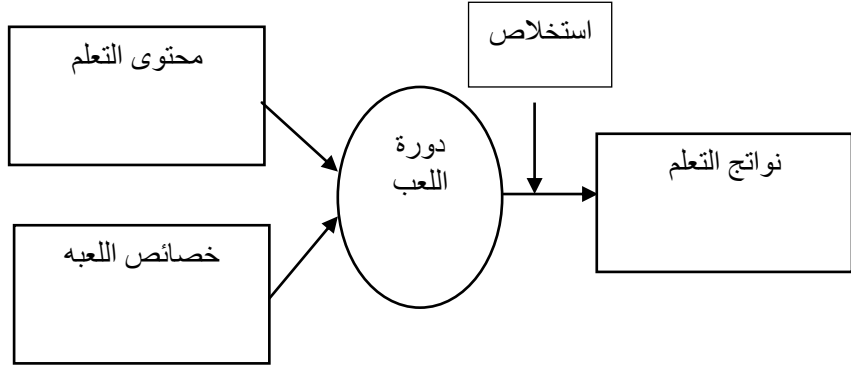 محتوى التعلم
خصائص اللعبه
دورة
اللعب
استخلاص
نواتج التعلم